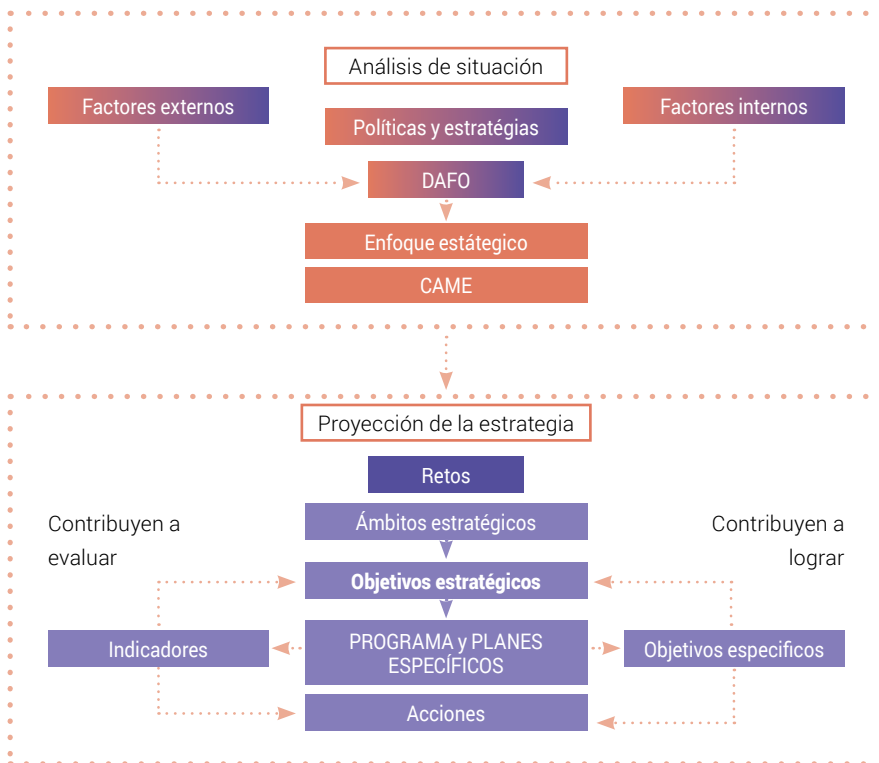 Análisis de situación
Factores externos
Factores internos
Políticas y estratégias
DAFO
Enfoque estátegico
CAME
Proyección de la estrategia
Retos
Contribuyen a
evaluar
Ámbitos estratégicos
Contribuyen a
lograr
Objetivos estratégicos
Indicadores
PROGRAMA y PLANES
ESPECÍFICOS
Objetivos especificos
Acciones